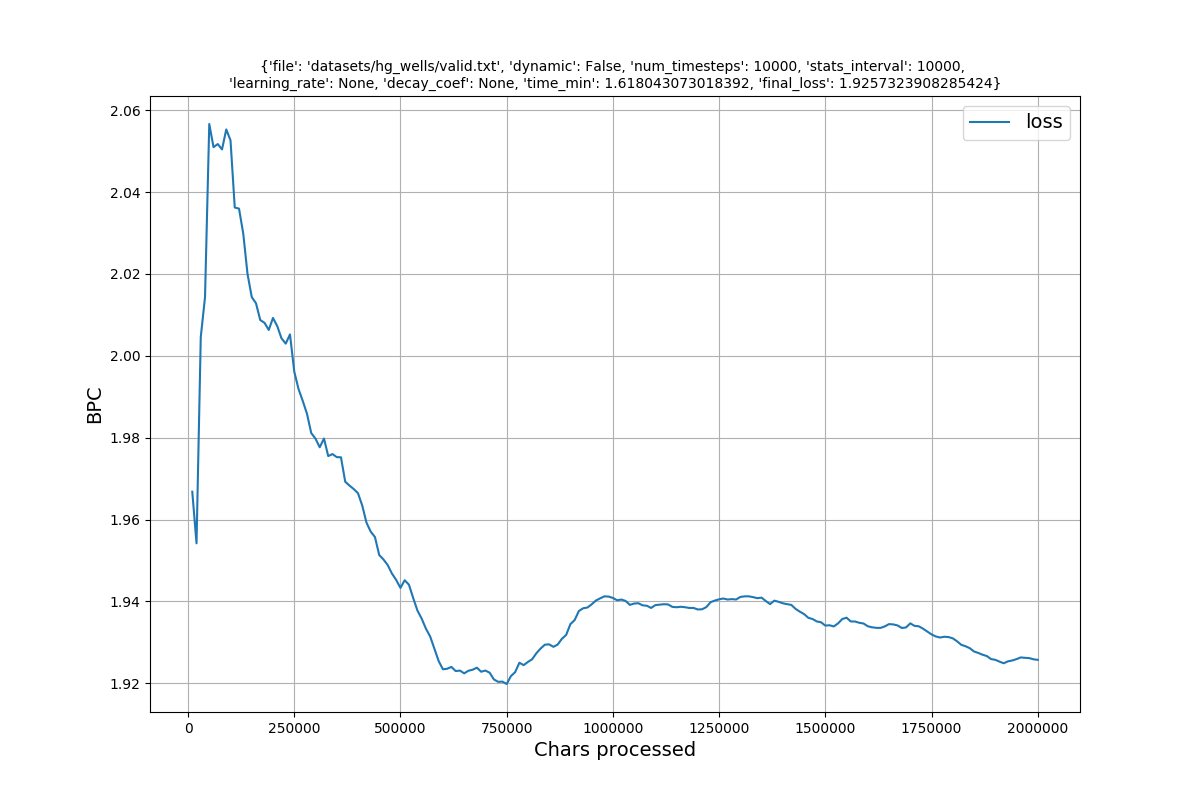 {'file': 'datasets/hg_wells/valid.txt', 'dynamic': False, 'num_timesteps': 10000, 'stats_interval': 10000,
'learning_rate': None, 'decay_coef': None, 'time_min': 1.618043073018392, 'final_loss': 1.9257323908285424}
loss
2.06
2.04
2.02
2.00
1.98
1.96
1.94
1.92
BPC
0 250000 500000 750000 1000000 1250000 1500000 1750000 2000000
Chars processed